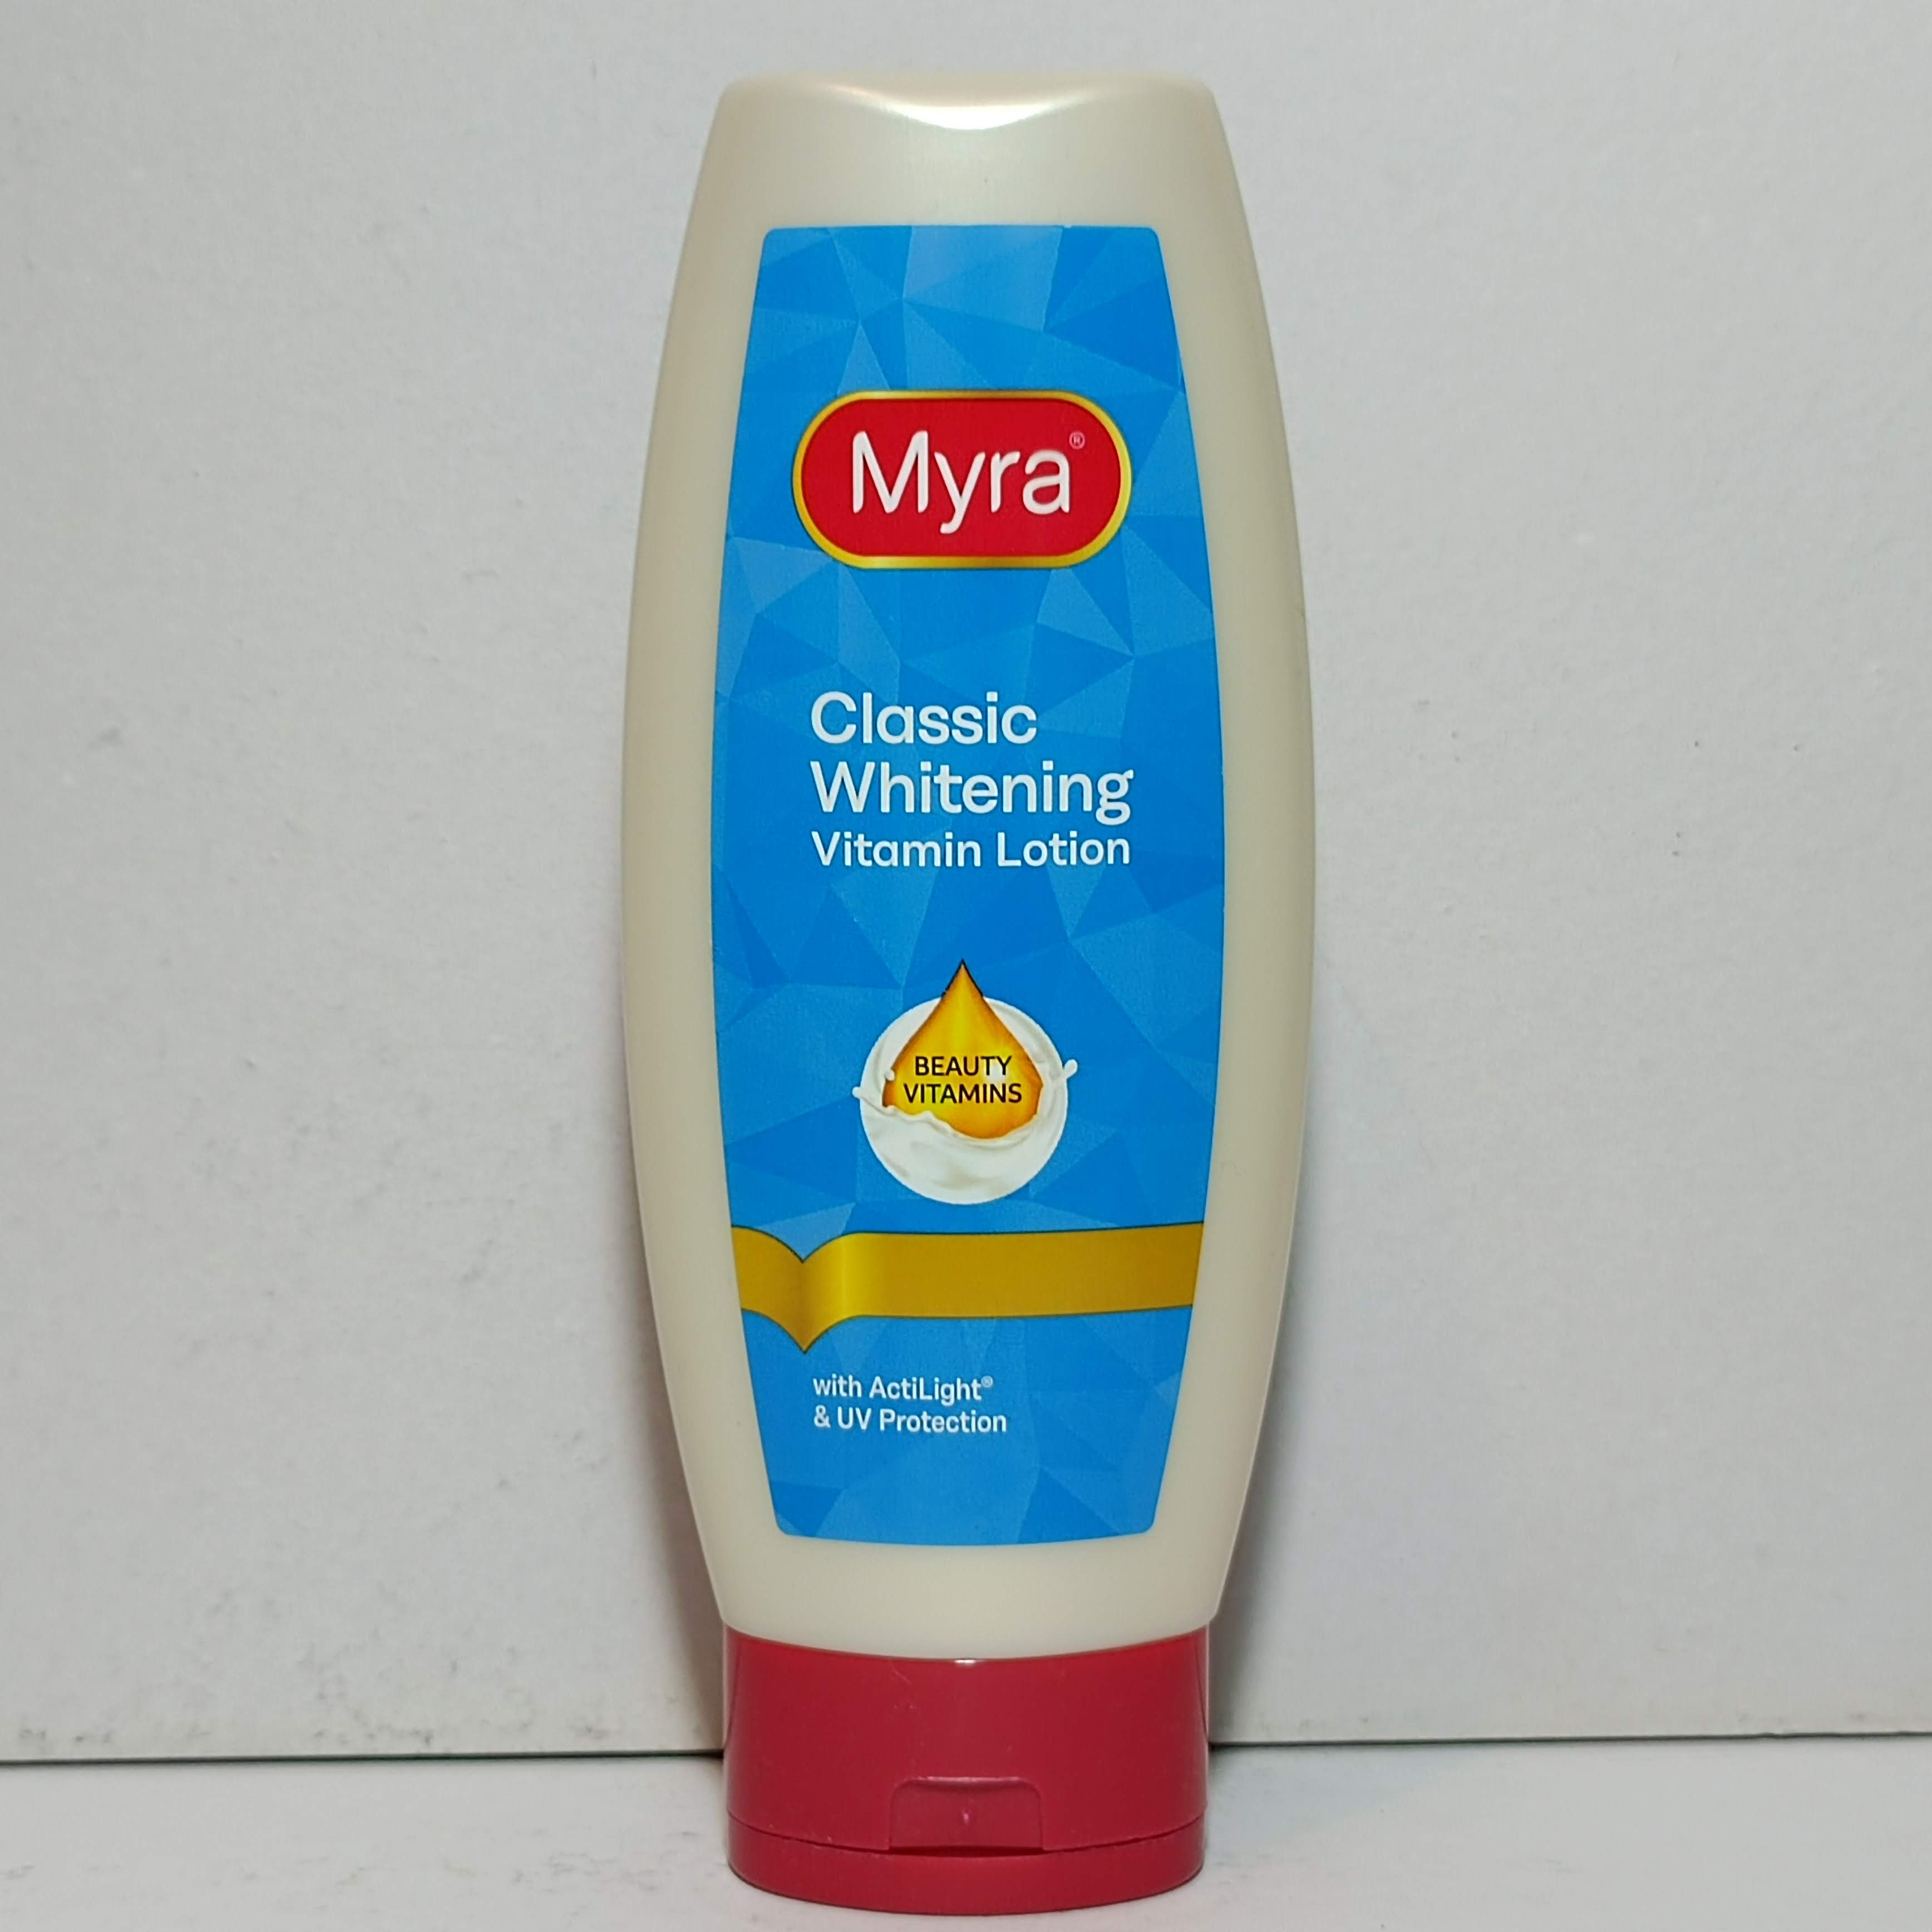 Myra®
Classic
Whitening
Vitamin Lotion
BEAUTY
VITAMINS
with ActiLight®
& UV Protection